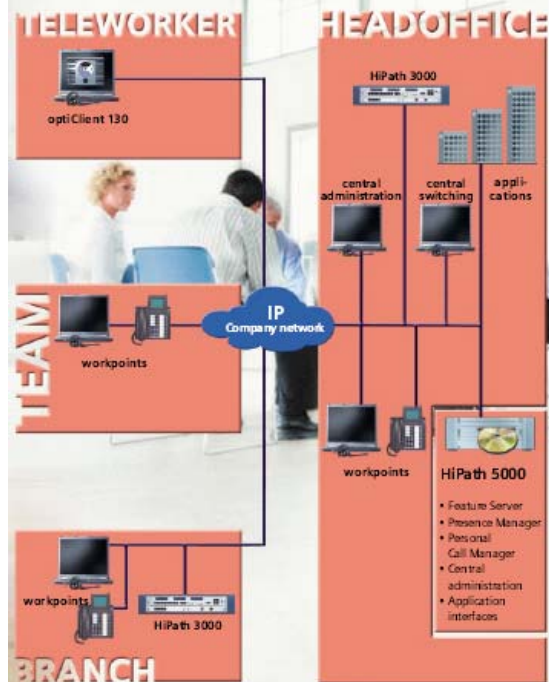 TELEWORKER
optiClient 130
TEAM
workpoints
IP
Company network
workpoints
HiPath 3000
BRANCH
HEADOFFICE
HiPath 3000
central
administration
central
switching
appli-
cations
workpoints
HiPath 5000
• Feature Server
• Presence Manager
• Personal
Call Manager
• Central
administration
• Application
interfaces